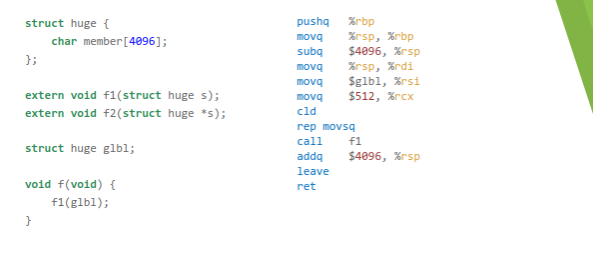 struct huge {
    char member[4096];
};
extern void f1(struct huge s);
extern void f2(struct huge *s);
struct huge glbl;
void f(void) {
    f1(glbl);
}
pushq   %rbp
movq    %rsp, %rbp
subq    $4096, %rsp
movq    %rsp, %rdi
movq    $glbl, %rsi
movq    $512, %rcx
cld
rep movsq
call    f1
addq    $4096, %rsp
leave
ret